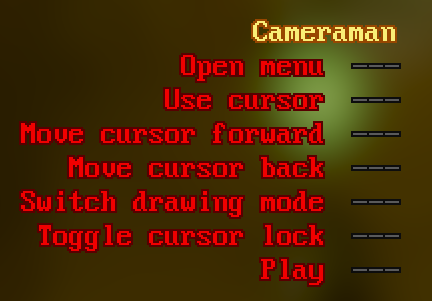 Cameraman
Open menu ---
Use cursor ---
Move cursor forward ---
Move cursor back ---
Switch drawing mode ---
Toggle cursor lock ---
Play ---